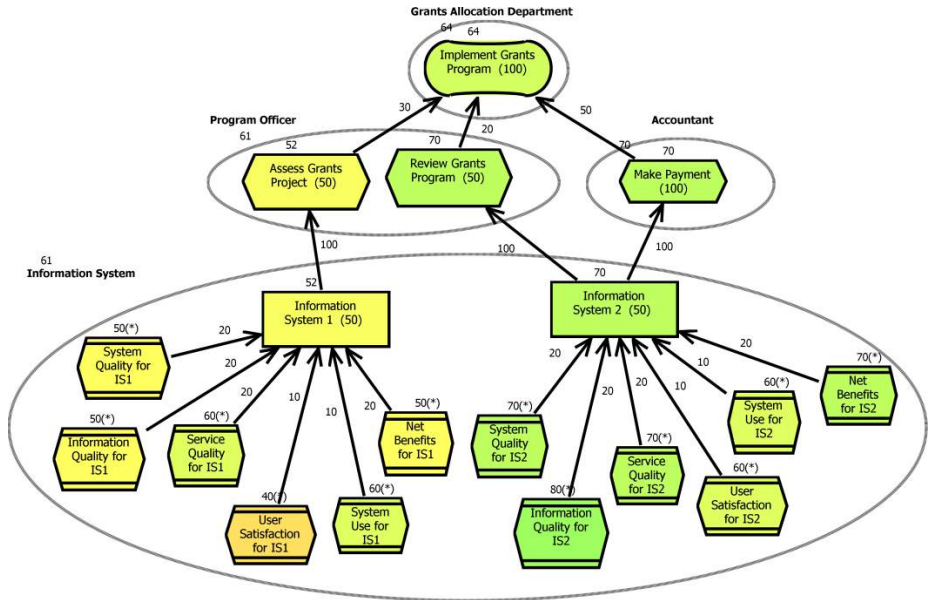 Grants Allocation Department
64
64
Implement Grants
Program (100)
30
20
50
Program Officer
61
52
Assess Grants
Project (50)
70
Review Grants
Program (50)
Accountant
70
70
Make Payment
(100)
100
100
100
61
Information System
52
Information
System 1 (50)
70
Information
System 2 (50)
50(*)
System
Quality for
IS1
20
50(*)
Information
Quality for
IS1
20
60(*)
Service
Quality
for IS1
20
40(*)
User
Satisfaction
for IS1
10
60(*)
System
Use for
IS1
10
50(*)
Net
Benefits
for IS1
20
70(*)
System
Quality for
IS2
20
80(*)
Information
Quality for
IS2
20
70(*)
Service
Quality
for IS2
20
60(*)
User
Satisfaction
for IS2
10
60(*)
System
Use for
IS2
10
70(*)
Net
Benefits
for IS2
20